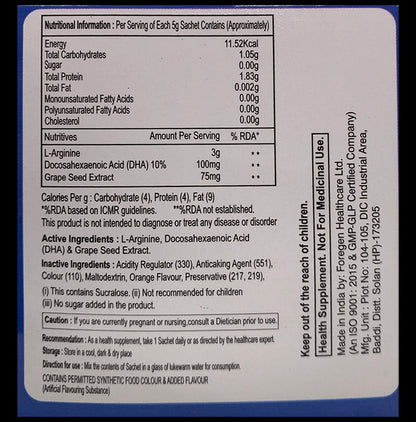 Nutritional Information : Per Serving of Each 5g Sachet Contains (Approximately)
Energy 11.52Kcal
Total Carbohydrates 1.05g
Sugar 0.00g
Total Protein 1.83g
Total Fat 0.002g
Monounsaturated Fatty Acids 0.00g
Polyunsaturated Fatty Acids 0.00g
Cholesterol 0.00g
Nutritives Amount Per Serving % RDA*
L-Arginine 3g **
Docosahexaenoic Acid (DHA) 10% 100mg **
Grape Seed Extract 75mg **
Calories Per g : Carbohydrate (4), Protein (4), Fat (9)
*%RDA based on ICMR guidelines. **%RDA not established.
This product is not intended to diagnose or treat any disease or disorder
Active Ingredients : L-Arginine, Docosahexaenoic Acid
(DHA) & Grape Seed Extract.
Inactive Ingredients : Acidity Regulator (330), Anticaking Agent (551),
Colour (110), Maltodextrin, Orange Flavour, Preservative (217, 219),
(i) This contains Sucralose. (ii) Not recommended for children
(iii) No sugar added in the product.
Caution : If you are currently pregnant or nursing,consult a Dietician prior to use.
Recommendation : As a health supplement, take 1 Sachet daily or as directed by the healthcare expert.
Storage : Store in a cool, dark & dry place
Direction for use : Mix the contents of Sachet in a glass of lukewarm water for consumption.
CONTAINS PERMITTED SYNTHETIC FOOD COLOUR & ADDED FLAVOUR
(Artificial Flavouring Substance)
Keep out of the reach of children.
Health Supplement. Not For Medicinal Use.
Made in India by: Foregen Healthcare Ltd.
(An ISO 9001: 2015 & GMP-GLP Certified Company)
Mfg. Unit : Plot No: 104-105, DIC Industrial Area,
Baddi, Distt. Solan (HP)-173205